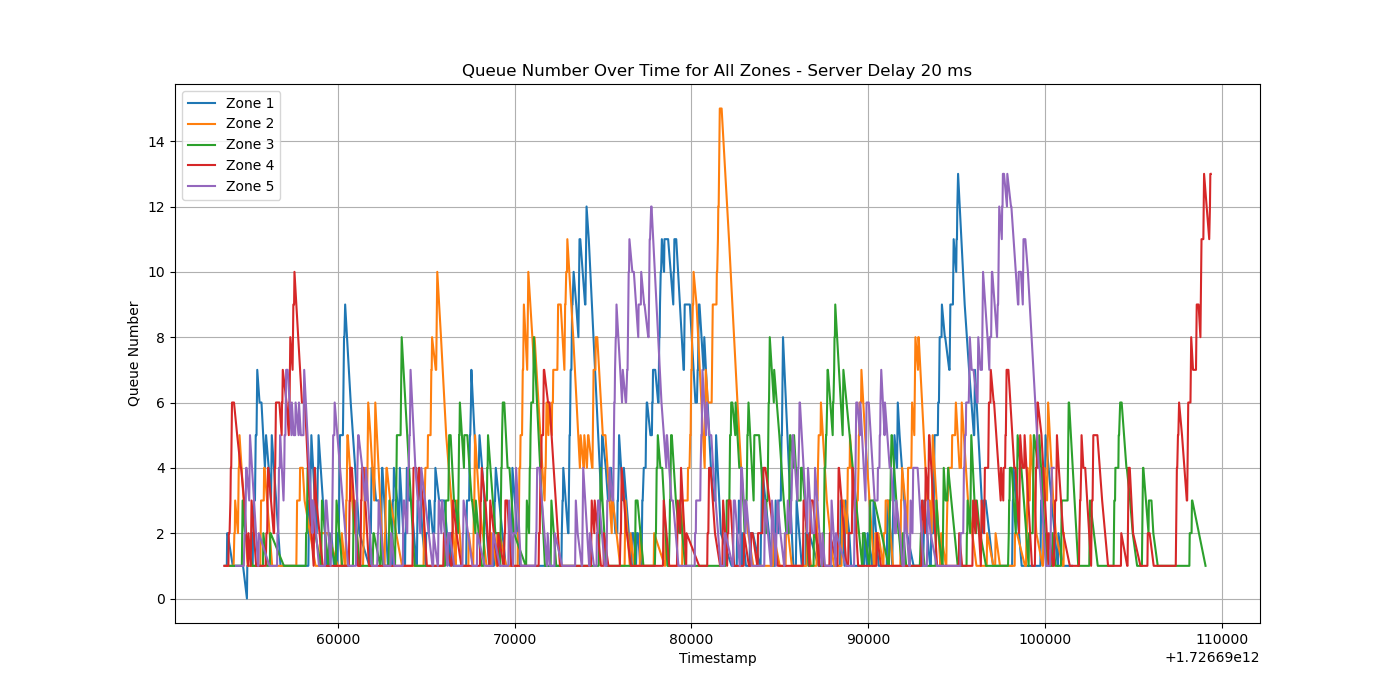 Queue Number Over Time for All Zones - Server Delay 20 ms
Zone 1
Zone 2
Zone 3
Zone 4
Zone 5
Queue Number
14
12
10
8
6
4
2
0
60000 70000 80000 90000 100000 110000
Timestamp
+1.72669e12